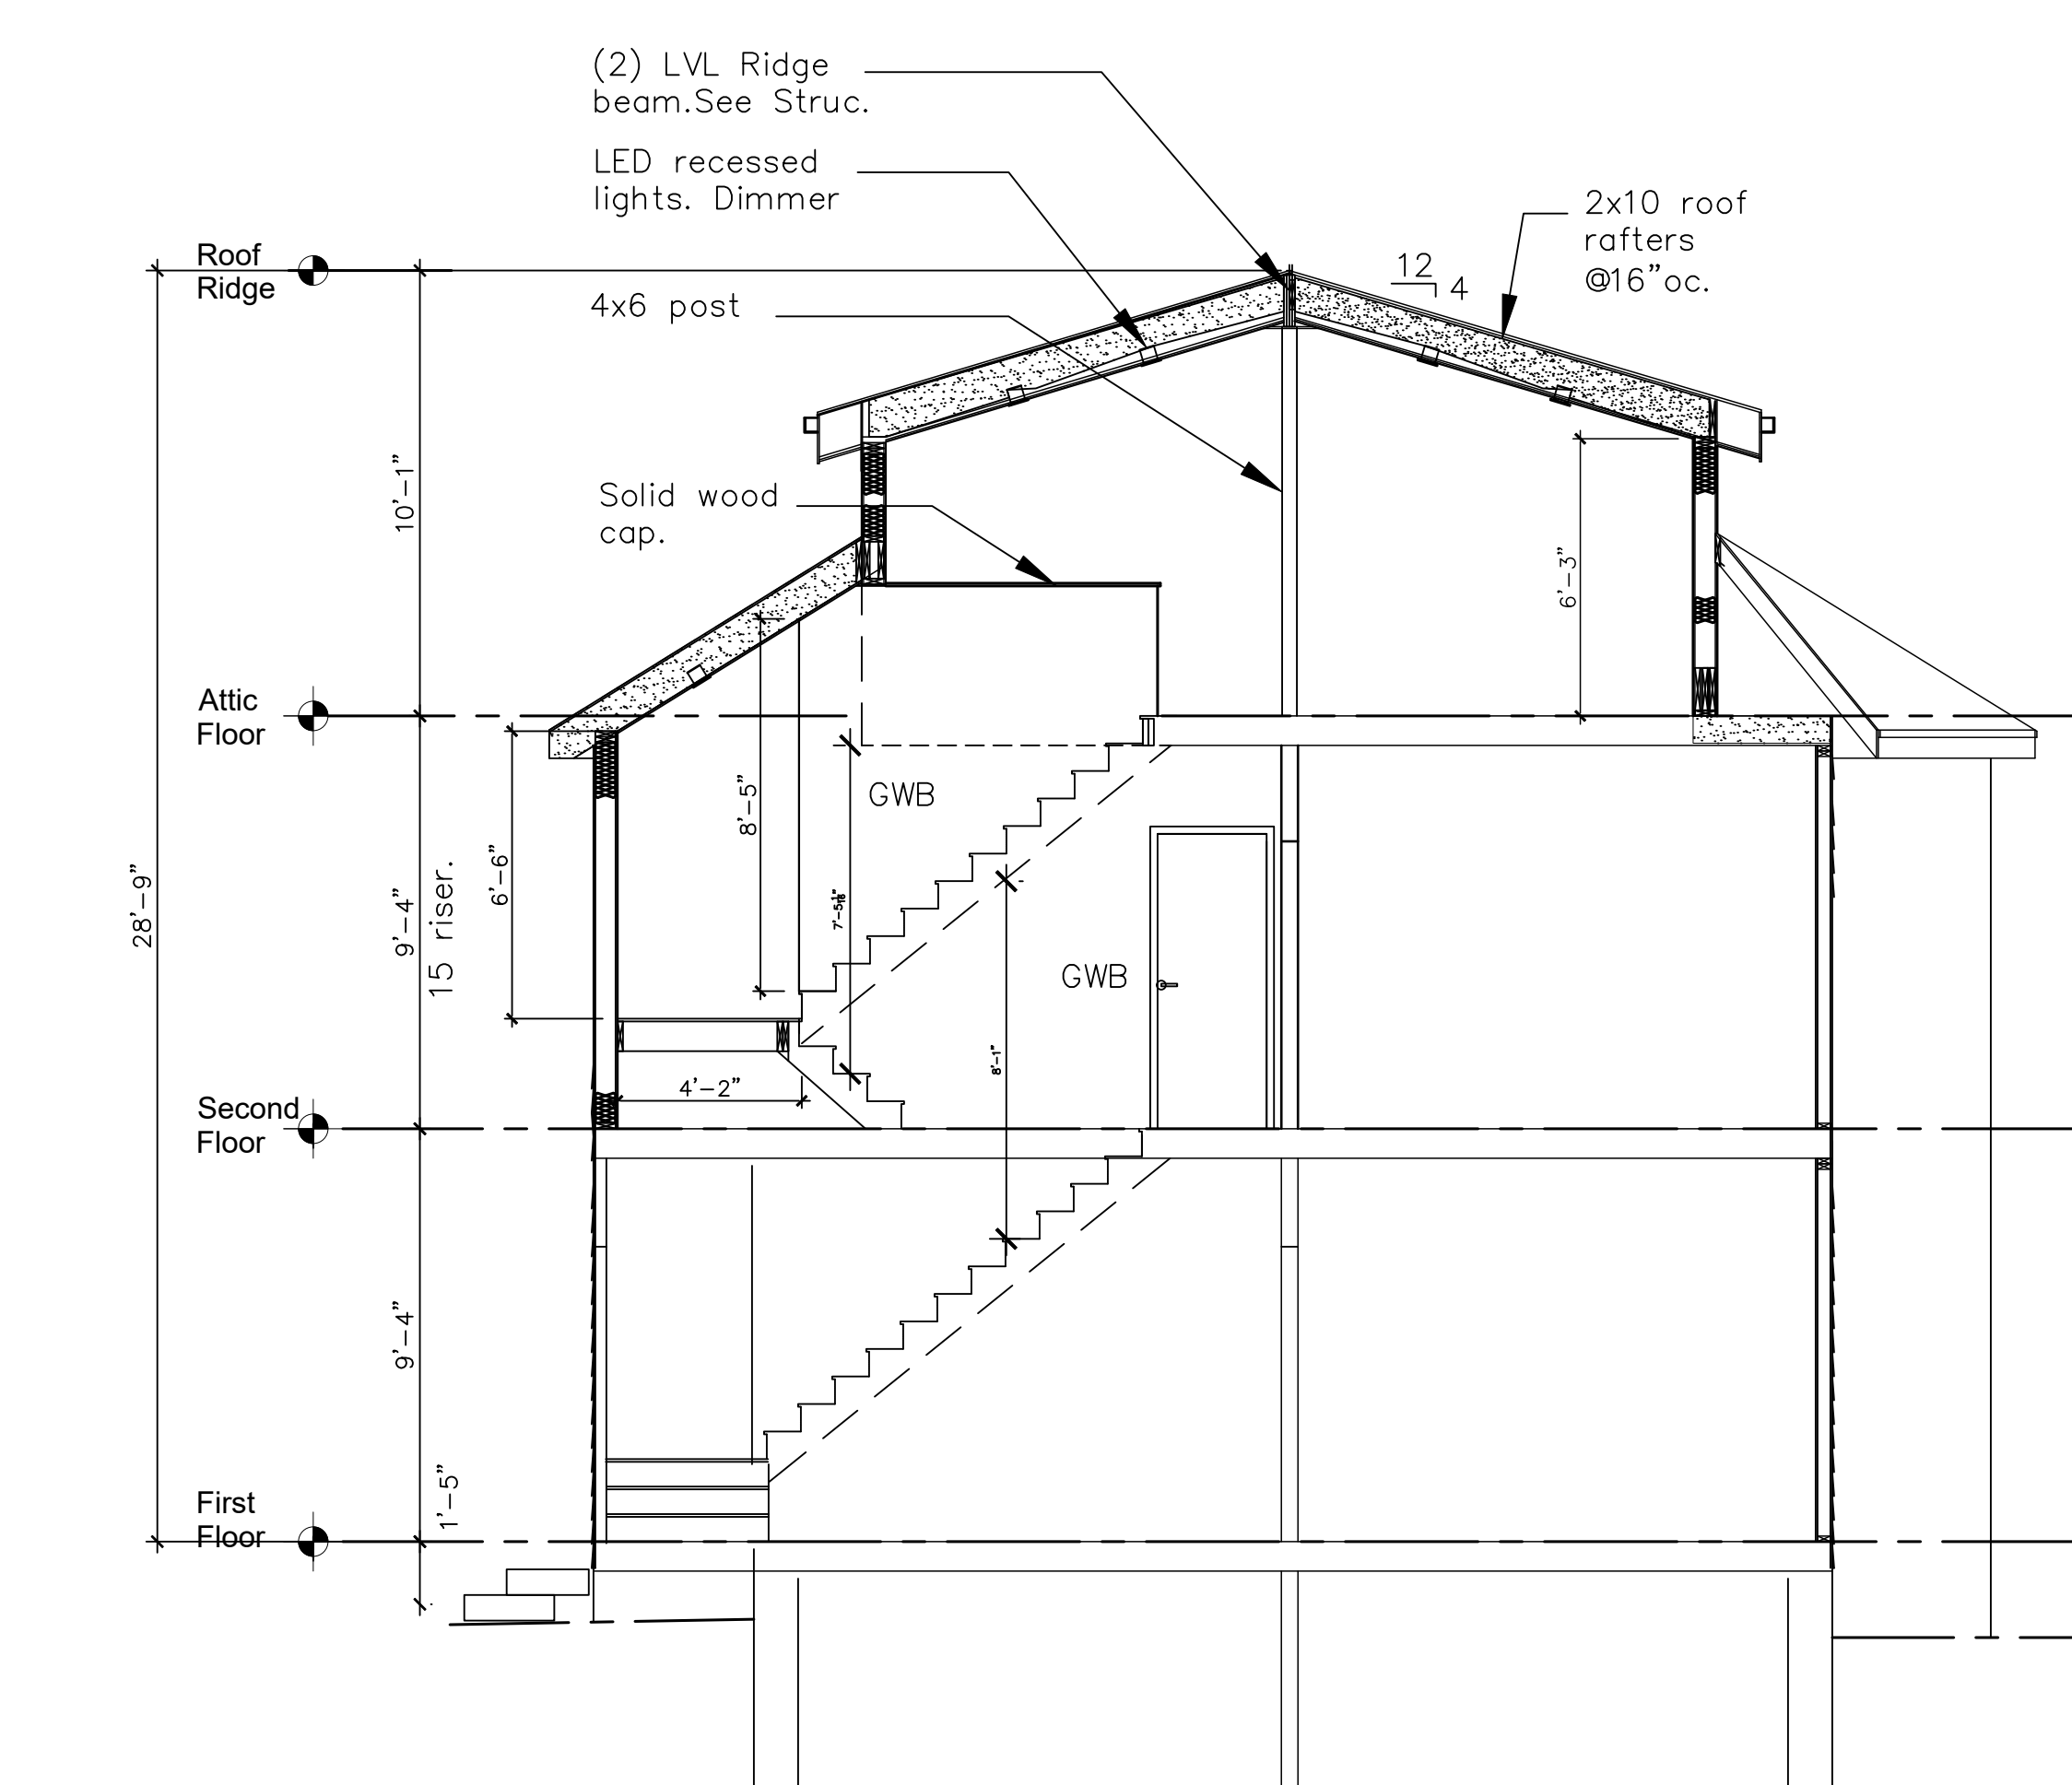 (2) LVL Ridge
beam.See Struc.
LED recessed
lights. Dimmer
2x10 roof
rafters
@16”oc.
12
4
Roof
Ridge
4x6 post
10’-1”
Solid wood
cap.
6’-3”
Attic
Floor
GWB
8’-5”
6’-6”
9’-4”
15 riser.
28’-9”
GWB
8’-1”
4’-2”
Second
Floor
9’-4”
1’-5”
First
Floor